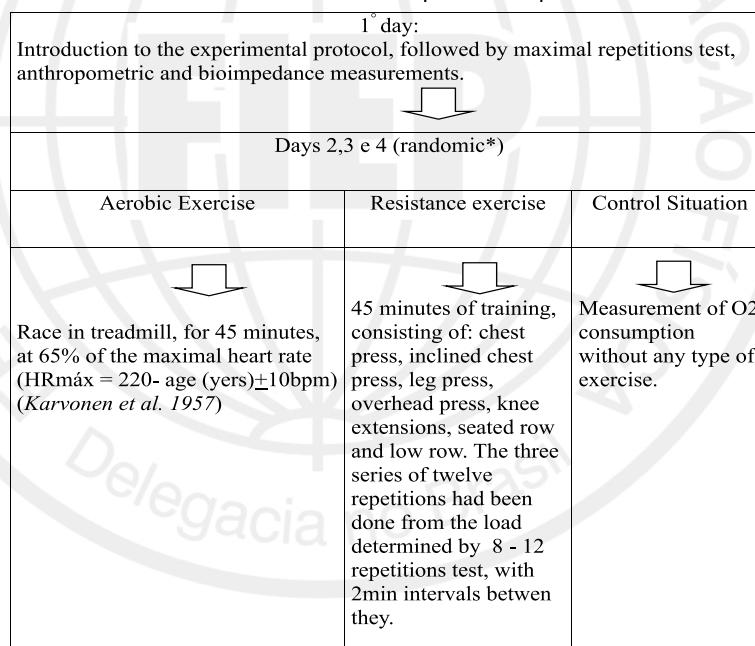 1° day:
Introduction to the experimental protocol, followed by maximal repetitions test,
anthropometric and bioimpedance measurements.
Days 2,3 e 4 (randomic*)
Aerobic Exercise
Resistance exercise
Control Situation
Race in treadmill, for 45 minutes,
at 65% of the maximal heart rate
(HRmáx = 220- age (yers)±10bpm)
(Karvonen et al. 1957)
45 minutes of training,
consisting of: chest
press, inclined chest
press, leg press,
overhead press, knee
extensions, seated row
and low row. The three
series of twelve
repetitions had been
done from the load
determined by 8 - 12
repetitions test, with
2min intervals betwen
they.
Measurement of O2
consumption
without any type of
exercise.
FIEP
Delegacia no Brasil